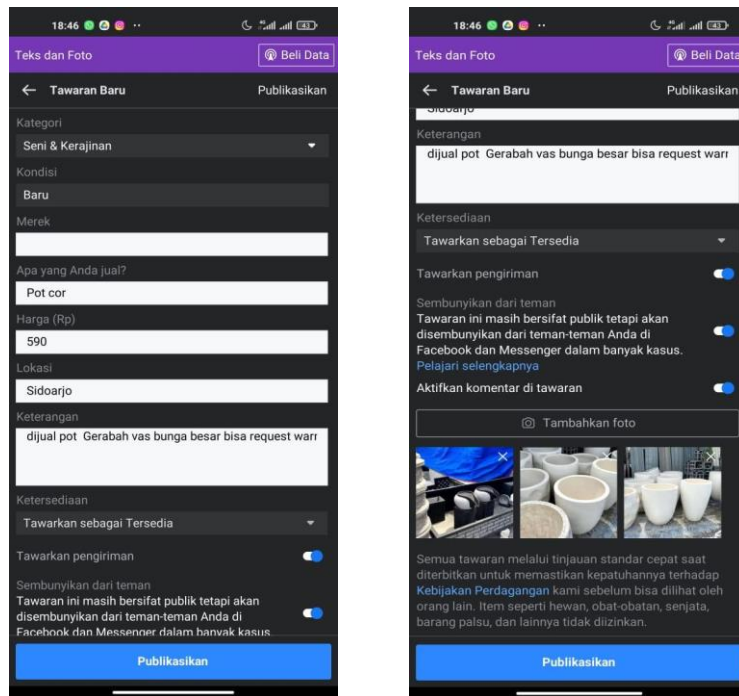 18:46
Teks dan Foto
Beli Data
Tawaran Baru
Publikasikan
Kategori
Seni & Kerajinan
Kondisi
Baru
Merek
Apa yang Anda jual?
Pot cor
Harga (Rp)
590
Lokasi
Sidoarjo
Keterangan
dijual pot Gerabah vas bunga besar bisa request warr
Ketersediaan
Tawarkan sebagai Tersedia
Tawarkan pengiriman
Sembunyikan dari teman
Tawaran ini masih bersifat publik tetapi akan
disembunyikan dari teman-teman Anda di
Facebook dan Messenger dalam banyak kasus.
Publikasikan
18:46
Teks dan Foto
Beli Data
Tawaran Baru
Publikasikan
Sidoarjo
Keterangan
dijual pot Gerabah vas bunga besar bisa request warr
Ketersediaan
Tawarkan sebagai Tersedia
Tawarkan pengiriman
Sembunyikan dari teman
Tawaran ini masih bersifat publik tetapi akan
disembunyikan dari teman-teman Anda di
Facebook dan Messenger dalam banyak kasus.
Pelajari selengkapnya
Aktifkan komentar di tawaran
Tambahkan foto
Semua tawaran melalui tinjauan standar cepat saat
diterbitkan untuk memastikan kepatuhannya terhadap
Kebijakan Perdagangan kami sebelum bisa dilihat oleh
orang lain. Item seperti hewan, obat-obatan, senjata,
barang palsu, dan lainnya tidak diizinkan.
Publikasikan